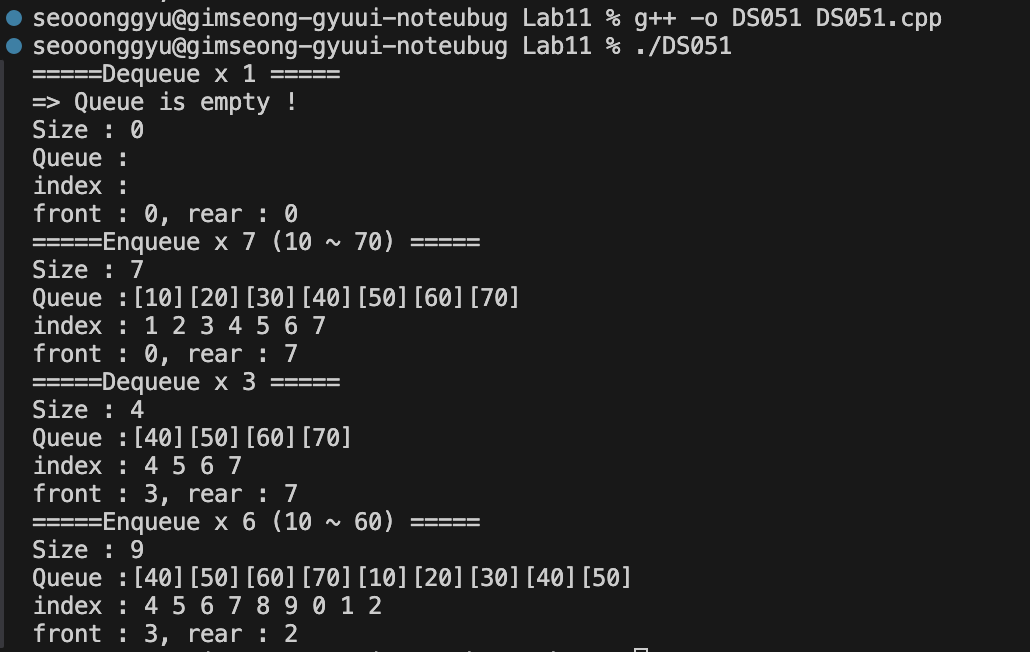 seooonggyu@gimseong-gyuui-noteubug Lab11 % g++ -o DS051 DS051.cpp
seooonggyu@gimseong-gyuui-noteubug Lab11 % ./DS051
=====Dequeue x 1 =====
=> Queue is empty !
Size : 0
Queue :
index :
front : 0, rear : 0
=====Enqueue x 7 (10 ~ 70) =====
Size : 7
Queue :[10][20][30][40][50][60][70]
index : 1 2 3 4 5 6 7
front : 0, rear : 7
=====Dequeue x 3 =====
Size : 4
Queue :[40][50][60][70]
index : 4 5 6 7
front : 3, rear : 7
=====Enqueue x 6 (10 ~ 60) =====
Size : 9
Queue :[40][50][60][70][10][20][30][40][50]
index : 4 5 6 7 8 9 0 1 2
front : 3, rear : 2